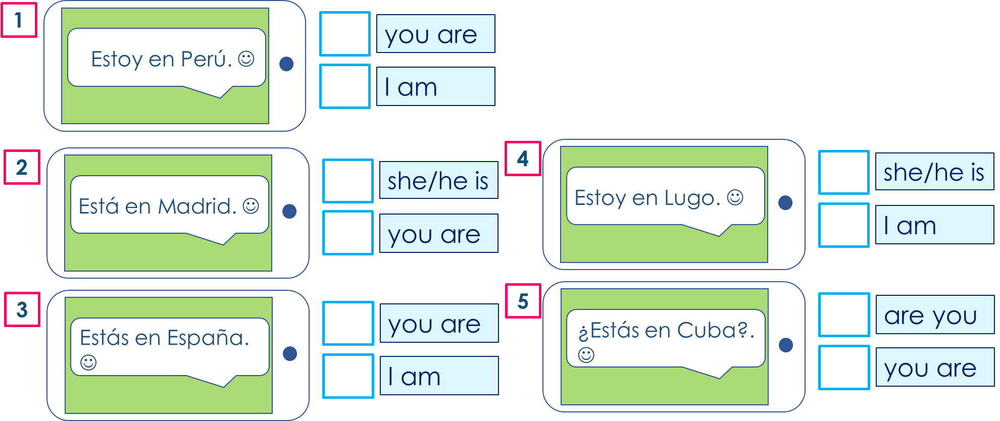 1
Estoy en Perú. ☺
you are
I am
2
Está en Madrid. ☺
she/he is
you are
3
Estás en España.
☺
you are
I am
4
Estoy en Lugo. ☺
she/he is
I am
5
¿Estás en Cuba?.
☺
are you
you are